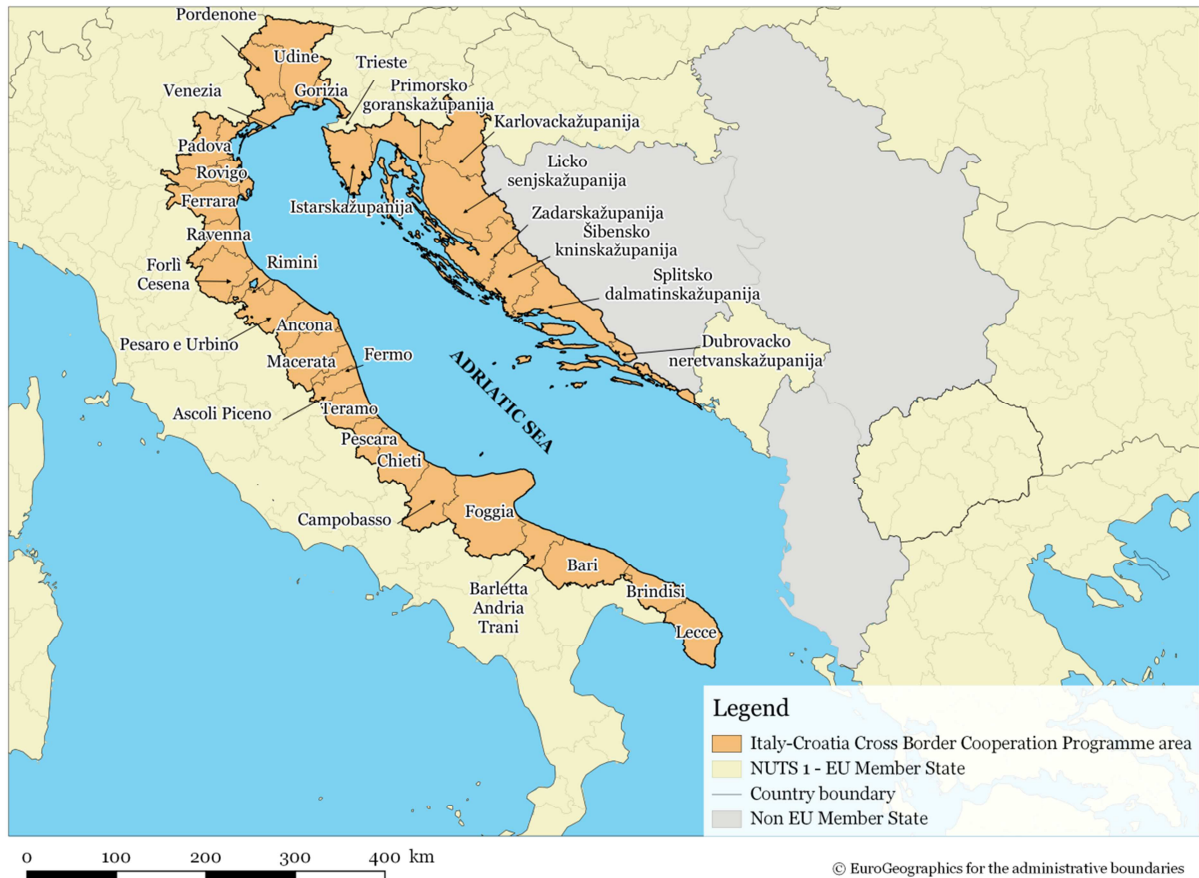 Pordenone
Udine
Trieste
Venezia
Gorizia
Primorsko
goranskažupanija
Karlovackažupanija
Padova
Rovigo
Licko
senjskažupanija
Ferrara
Istarskažupanija
Zadarskažupanija
Šibensko
kninskažupanija
Ravenna
Forlì
Cesena
Rimini
Splitsko
dalmatinskažupanija
Ancona
Pesaro e Urbino
Dubrovacko
neretvanskažupanija
Macerata
Fermo
ADRIATIC SEA
Ascoli Piceno
Teramo
Pescara
Chieti
Campobasso
Foggia
Bari
Barletta
Andria
Trani
Brindisi
Lecce
Legend
Italy-Croatia Cross Border Cooperation Programme area
NUTS 1 - EU Member State
Country boundary
Non EU Member State
0 100 200 300 400 km
© EuroGeographics for the administrative boundaries